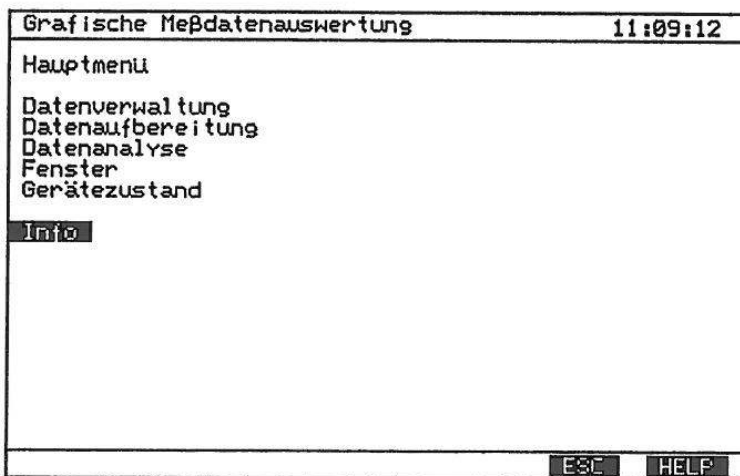 Grafische Meßdatenauswertung 11:09:12
Hauptmenü
Datenverwaltung
Datenaufbereitung
Datenanalyse
Fenster
Gerätezustand
Info
ESC HELP